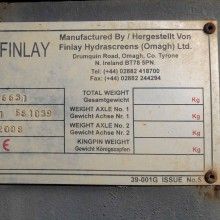 FINLAY
Manufactured By / Hergestellt Von
Finlay Hydrascreens (Omagh) Ltd.
Drumquin Road, Omagh, Co. Tyrone
N. Ireland BT78 5PN
Tel: (+44) 02882 418700
Fax: (+44) 02882 244294
TOTAL WEIGHT
Gesamtgewicht
Kg
WEIGHT AXLE NO. 1
Gewicht Achse Nr. 1
Kg
WEIGHT AXLE NO. 2
Gewicht Achse Nr. 2
Kg
KINGPIN WEIGHT
Königszapfen Gewicht
Kg
2008
CE
39-001G ISSUE No.5